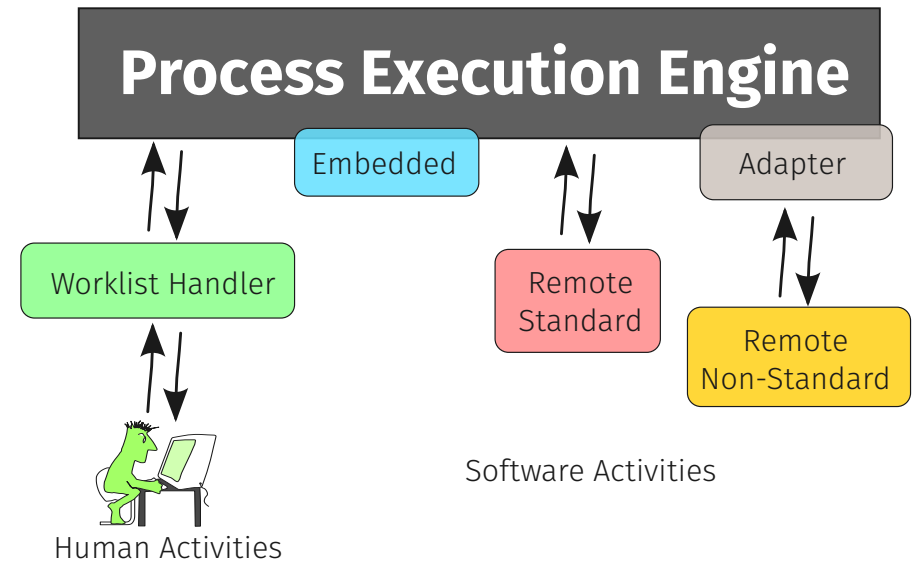 Process Execution Engine
Embedded
Adapter
Worklist Handler
Remote
Standard
Remote
Non-Standard
Software Activities
Human Activities